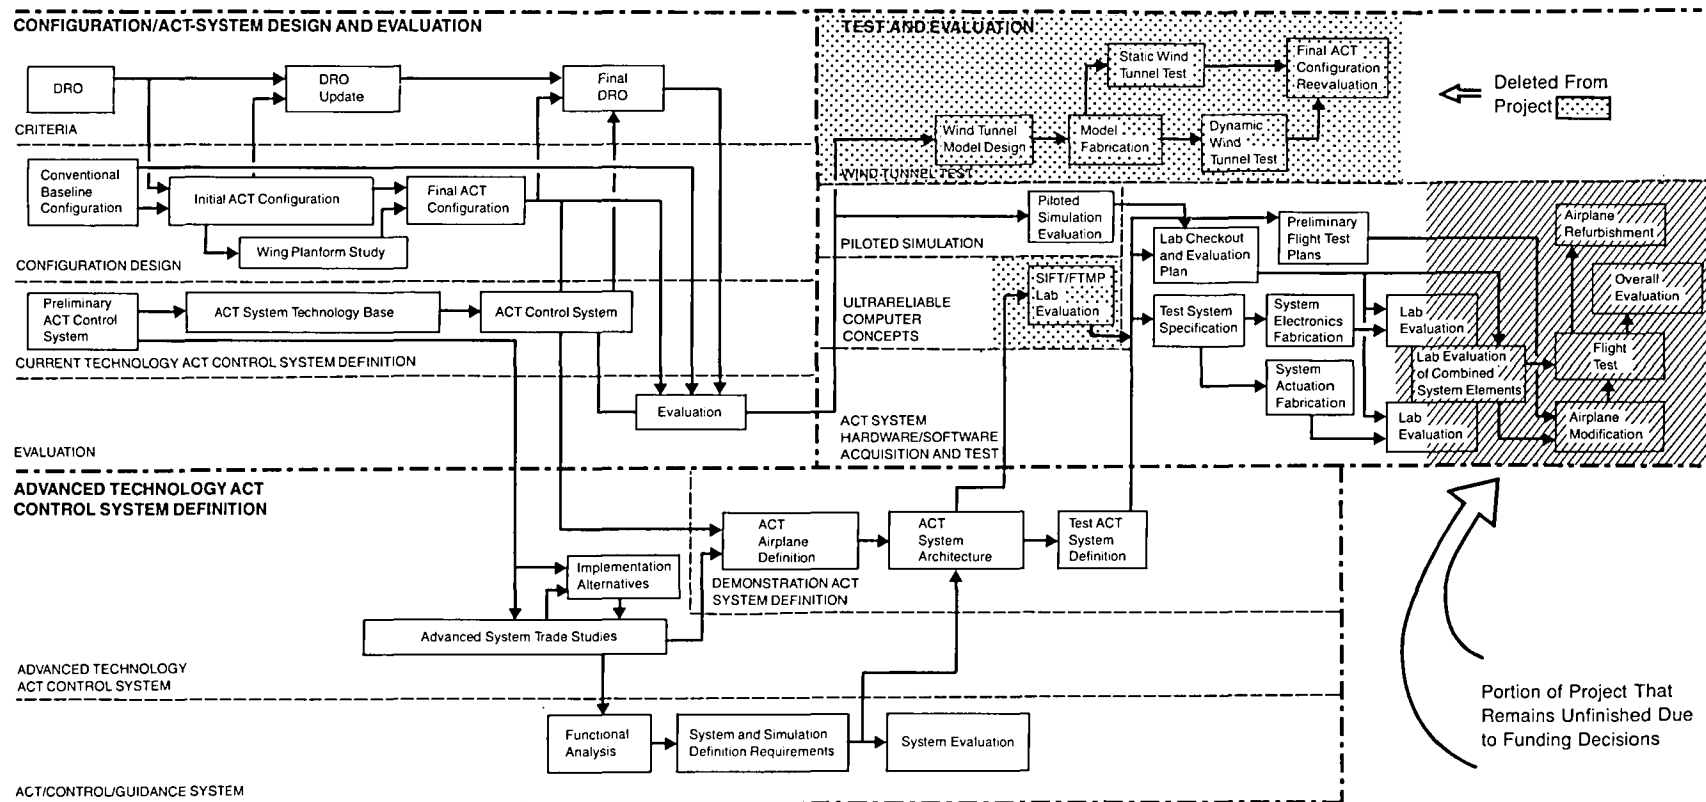 CONFIGURATION/ACT-SYSTEM DESIGN AND EVALUATION
DRO
DRO
Update
Final
DRO
CRITERIA
Conventional
Baseline
Configuration
Initial ACT Configuration
Final ACT
Configuration
Wing Planform Study
CONFIGURATION DESIGN
Preliminary
ACT Control
System
ACT System Technology Base
ACT Control System
CURRENT TECHNOLOGY ACT CONTROL SYSTEM DEFINITION
Evaluation
EVALUATION
TEST AND EVALUATION
Static Wind
Tunnel Test
Final ACT
Configuration
Reevaluation
Wind Tunnel
Model Design
Model
Fabrication
Dynamic
Wind
Tunnel Test
WIND TUNNEL TEST
Deleted From
Project
Piloted
Simulation
Evaluation
PILOTED SIMULATION
Lab Checkout
and Evaluation
Plan
Preliminary
Flight Test
Plans
Airplane
Refurbishment
Overall
Evaluation
SIFT/FTMP
Lab
Evaluation
ULTRARELIABLE
COMPUTER
CONCEPTS
Test System
Specification
System
Electronics
Fabrication
Lab
Evaluation
Lab Evaluation
of Combined
System Elements
Flight
Test
System
Actuation
Fabrication
Lab
Evaluation
Airplane
Modification
ACT SYSTEM
HARDWARE/SOFTWARE
ACQUISITION AND TEST
ADVANCED TECHNOLOGY ACT
CONTROL SYSTEM DEFINITION
ACT
Airplane
Definition
ACT
System
Architecture
Test ACT
System
Definition
DEMONSTRATION ACT
SYSTEM DEFINITION
Implementation
Alternatives
Advanced System Trade Studies
ADVANCED TECHNOLOGY
ACT CONTROL SYSTEM
Functional
Analysis
System and Simulation
Definition Requirements
System Evaluation
ACT/CONTROL/GUIDANCE SYSTEM
Portion of Project That
Remains Unfinished Due
to Funding Decisions